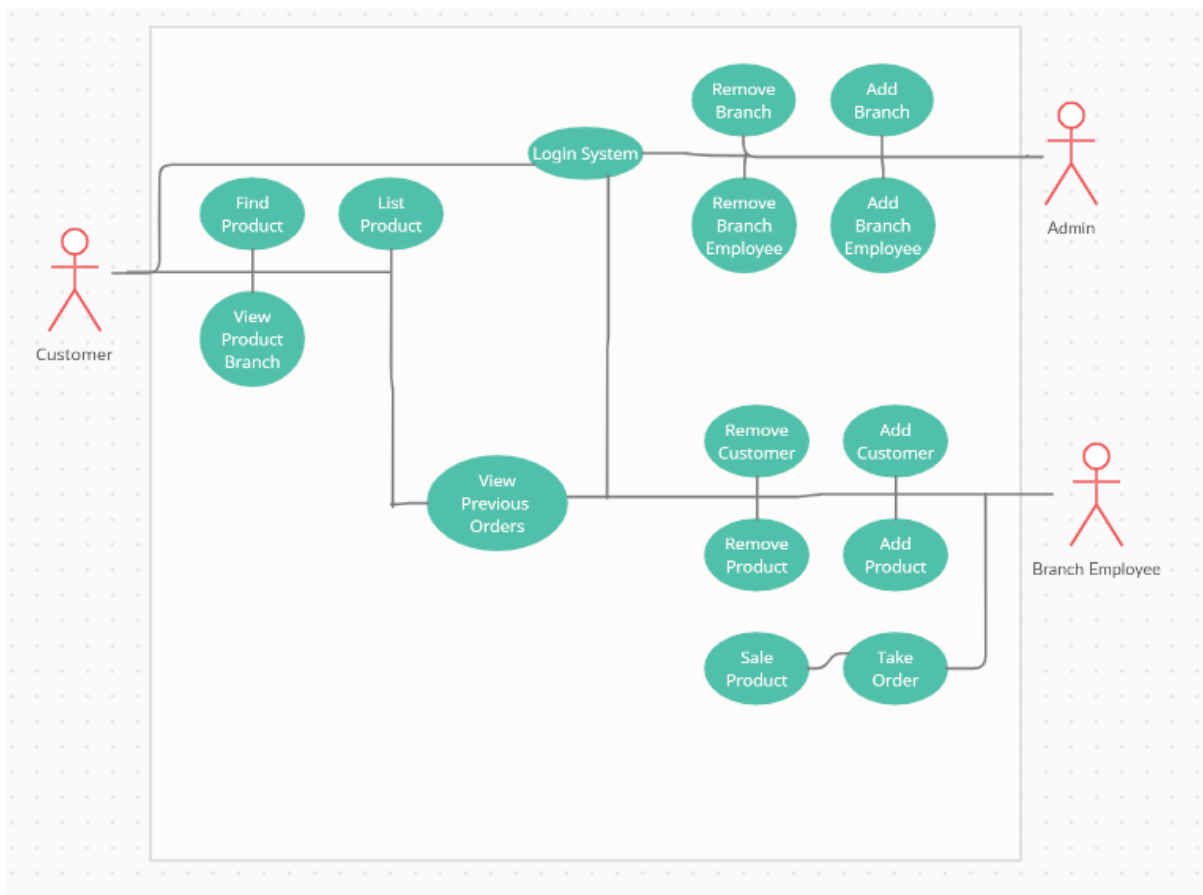 Remove
Branch
Add
Branch
Login System
Find
Product
List
Product
Remove
Branch
Employee
Add
Branch
Employee
Admin
Customer
View
Product
Branch
Remove
Customer
Add
Customer
View
Previous
Orders
Remove
Product
Add
Product
Branch Employee
Sale
Product
Take
Order